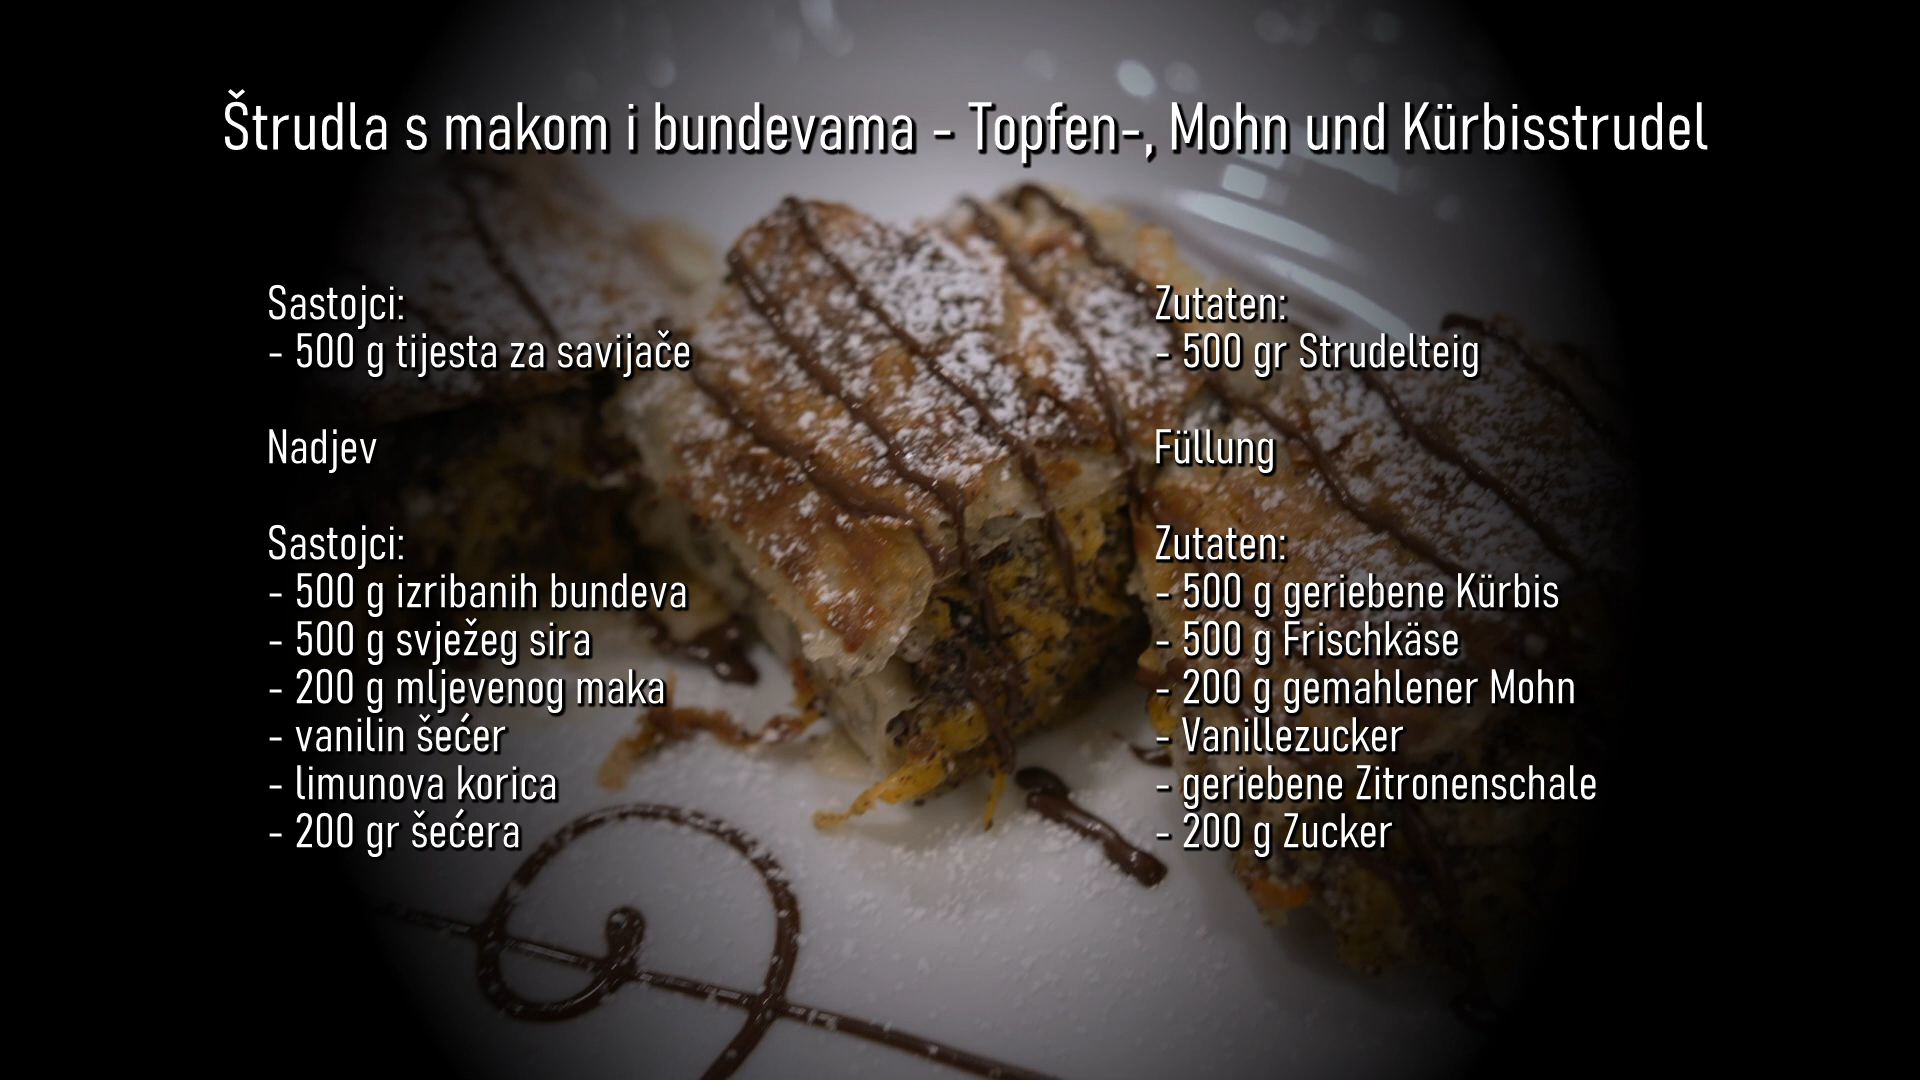 Štrudla s makom i bundevama - Topfen-, Mohn und Kürbisstrudel
Sastojci:
- 500 g tijesta za savijače
Nadjev
Sastojci:
- 500 g izribanih bundeva
- 500 g svježeg sira
- 200 g mljevenog maka
- vanilin šećer
- limunova korica
- 200 gr šećera
Zutaten:
- 500 gr Strudelteig
Füllung
Zutaten:
- 500 g geriebene Kürbis
- 500 g Frischkäse
- 200 g gemahlener Mohn
- Vanillezucker
- geriebene Zitronenschale
- 200 g Zucker